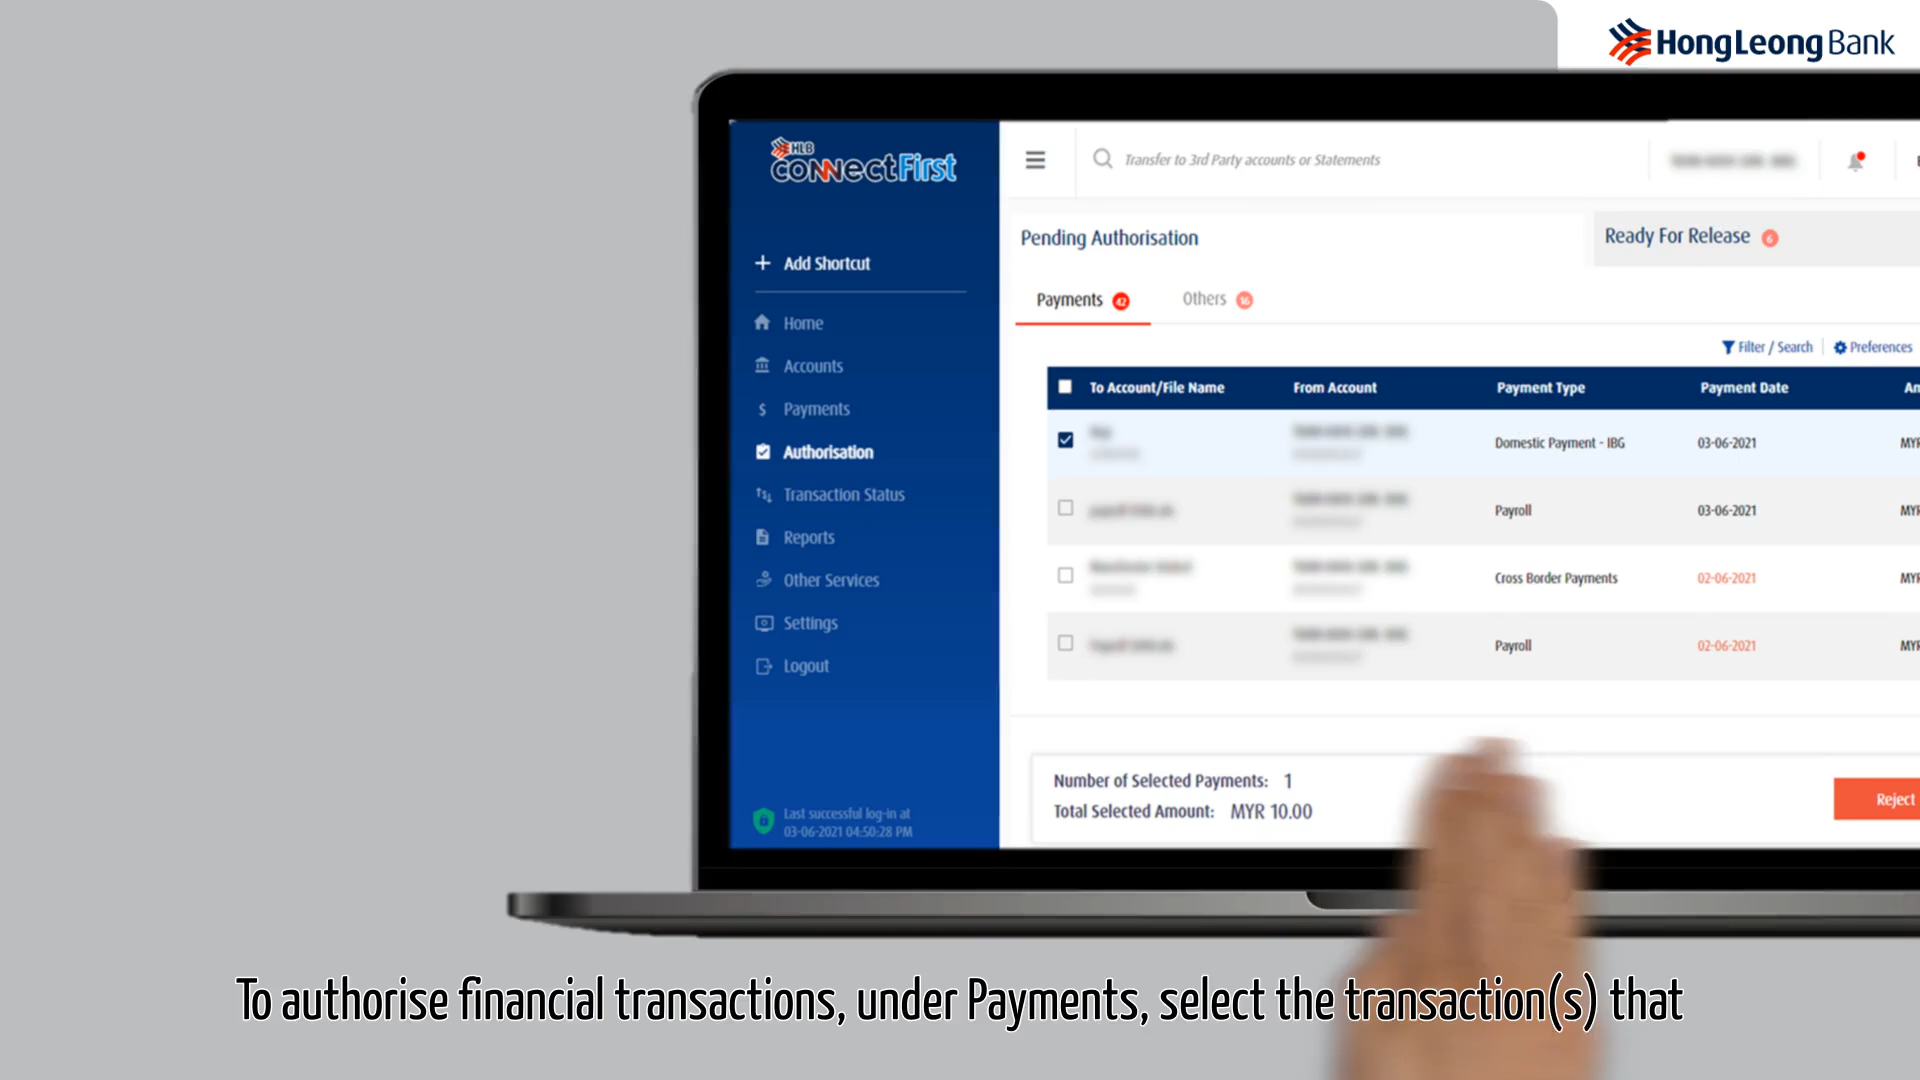 HongLeong Bank
HLB
connectFirst
Transfer to 3rd Party accounts or Statements
Add Shortcut
Home
Accounts
Payments
Authorisation
Transaction Status
Reports
Other Services
Settings
Logout
Last successful log-in at
03-06-2021 04:50:28 PM
Pending Authorisation
Ready For Release 6
Payments 42
Others 16
Filter / Search
Preferences
To Account/File Name From Account Payment Type Payment Date
Domestic Payment - IBG 03-06-2021
Payroll 03-06-2021
Cross Border Payments 02-06-2021
Payroll 02-06-2021
Number of Selected Payments: 1
Total Selected Amount: MYR 10.00
Reject
To authorise financial transactions, under Payments, select the transaction(s) that